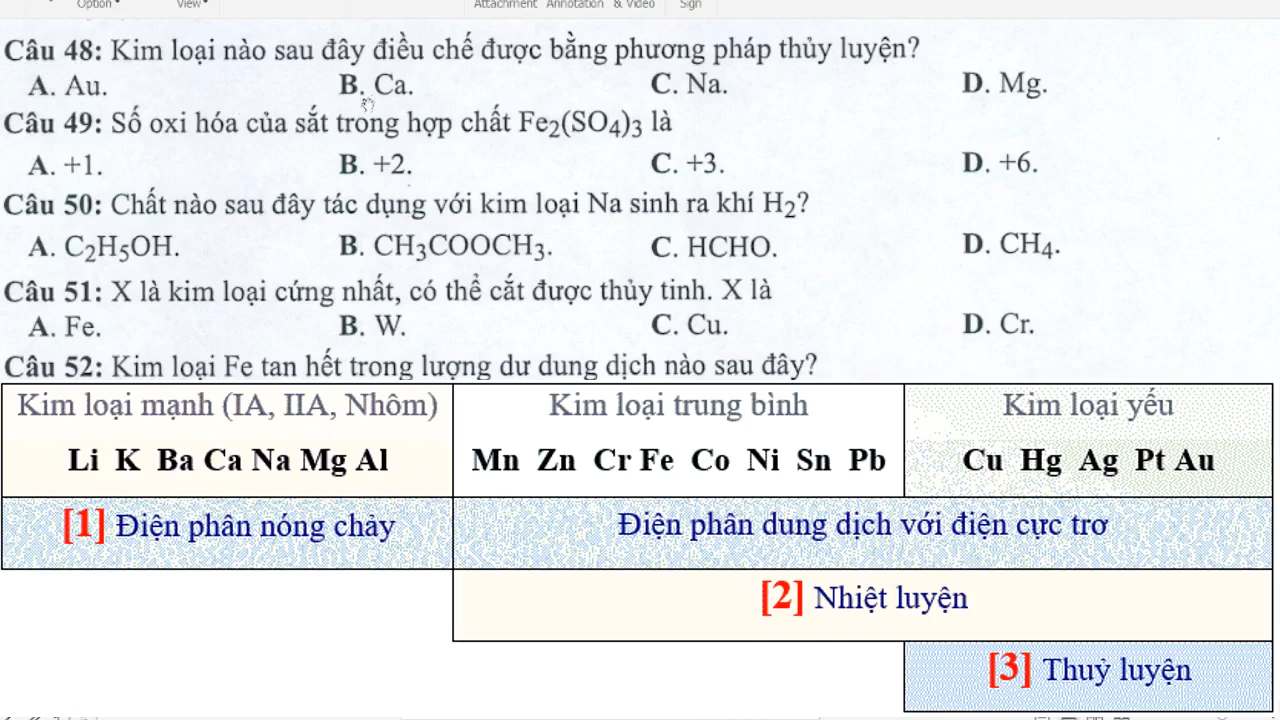 Option View Attachment Annotation & Video Sign
Câu 48: Kim loại nào sau đây điều chế được bằng phương pháp thủy luyện?
A. Au. B. Ca. C. Na. D. Mg.
Câu 49: Số oxi hóa của sắt trong hợp chất Fe2(SO4)3 là
A. +1. B. +2. C. +3. D. +6.
Câu 50: Chất nào sau đây tác dụng với kim loại Na sinh ra khí H2?
A. C2H5OH. B. CH3COOCH3. C. HCHO. D. CH4.
Câu 51: X là kim loại cứng nhất, có thể cắt được thủy tinh. X là
A. Fe. B. W. C. Cu. D. Cr.
Câu 52: Kim loại Fe tan hết trong lượng dư dung dịch nào sau đây?
Kim loại mạnh (IA, IIA, Nhôm) Kim loại trung bình Kim loại yếu
Li K Ba Ca Na Mg Al Mn Zn Cr Fe Co Ni Sn Pb Cu Hg Ag Pt Au
[1] Điện phân nóng chảy Điện phân dung dịch với điện cực trơ
[2] Nhiệt luyện
[3] Thuỷ luyện